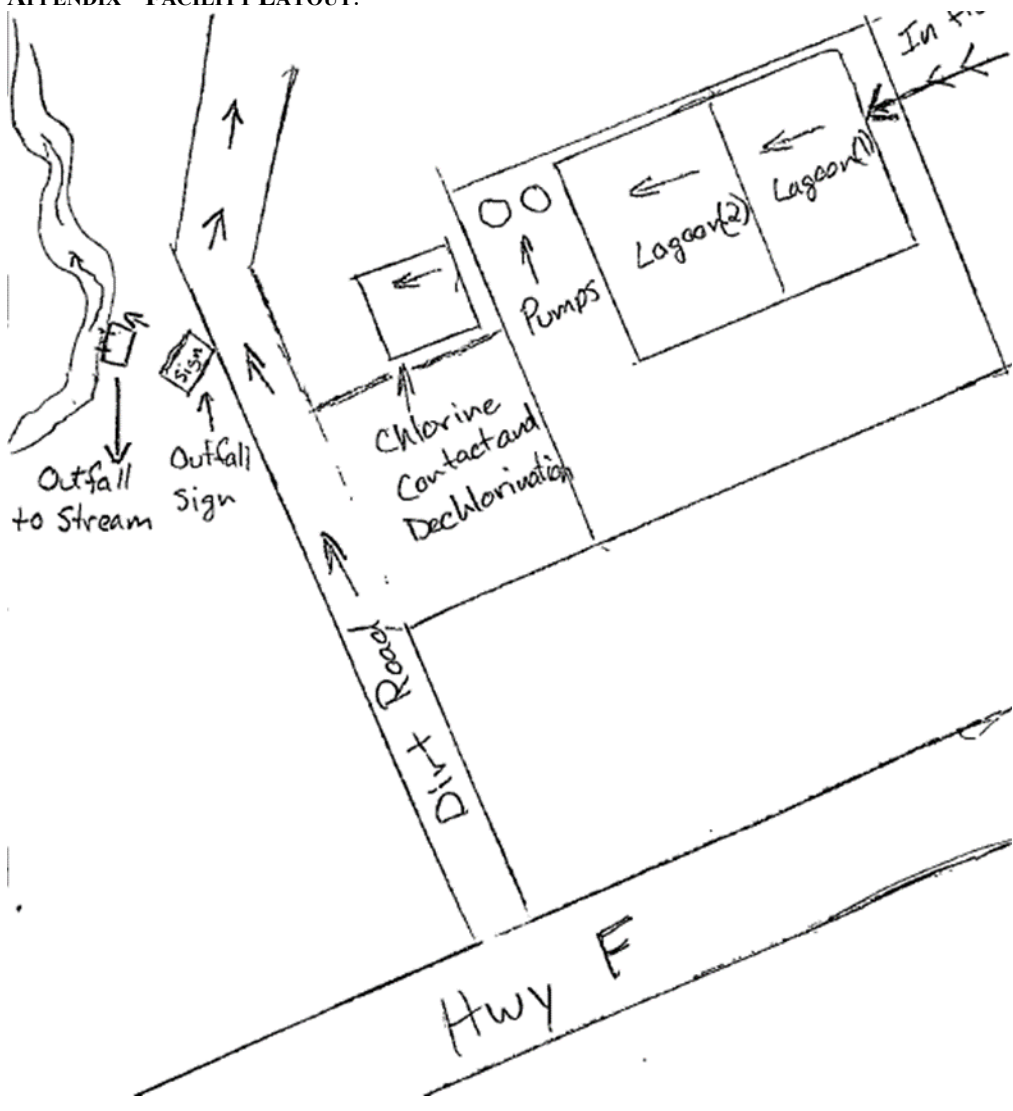 APPENDIX - FACILITY LAYOUT:
In
Lagoon(1)
Lagoon(2)
Pumps
Sign
Chlorine
Contact and
Dechlorination
Outfall
Sign
Outfall
to Stream
Dirt Road
Hwy F